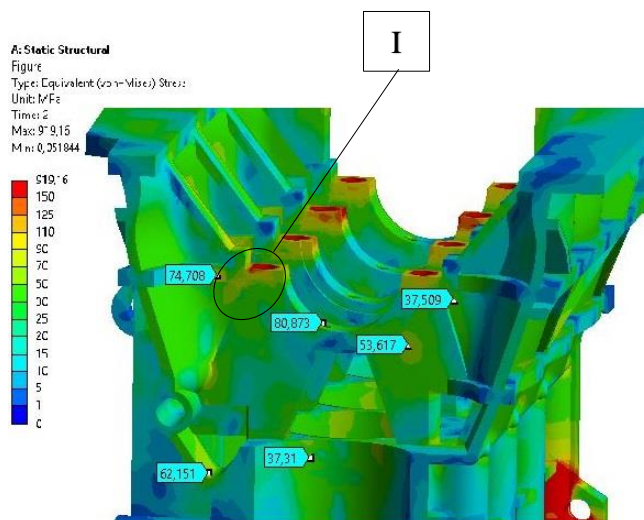 I
A: Static Structural
Figure
Type: Equivalent (von-Mises) Stress
Unit: MPa
Time: 2
Max: 919,16
Min: 0,051844
919,16
150
125
110
90
70
50
30
25
20
15
10
5
1
0
74,708
37,509
80,873
53,617
37,31
62,151